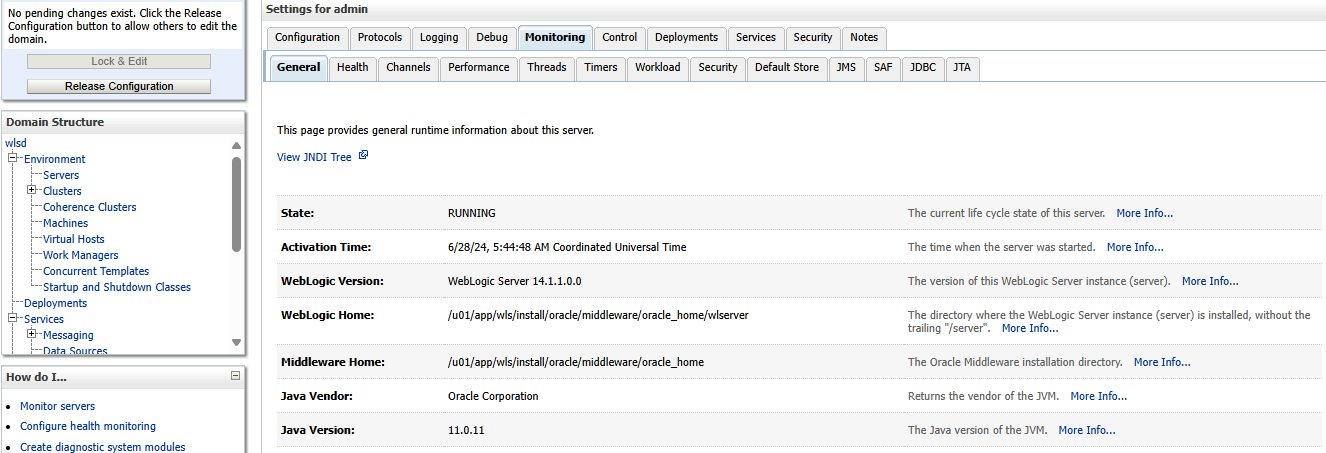 No pending changes exist. Click the Release
Configuration button to allow others to edit the
domain.
Lock & Edit
Release Configuration
Domain Structure
wlsd
Environment
Servers
Clusters
Coherence Clusters
Machines
Virtual Hosts
Work Managers
Concurrent Templates
Startup and Shutdown Classes
Deployments
Services
Messaging
Data Sources
How do I...
Monitor servers
Configure health monitoring
Create diagnostic system modules
Settings for admin
Configuration Protocols Logging Debug Monitoring Control Deployments Services Security Notes
General Health Channels Performance Threads Timers Workload Security Default Store JMS SAF JDBC JTA
This page provides general runtime information about this server.
View JNDI Tree
State: RUNNING The current life cycle state of this server. More Info...
Activation Time: 6/28/24, 5:44:48 AM Coordinated Universal Time The time when the server was started. More Info...
WebLogic Version: WebLogic Server 14.1.1.0.0 The version of this WebLogic Server instance (server). More Info...
WebLogic Home: /u01/app/wls/install/oracle/middleware/oracle_home/wlserver The directory where the WebLogic Server instance (server) is installed, without the
trailing "/server". More Info...
Middleware Home: /u01/app/wls/install/oracle/middleware/oracle_home The Oracle Middleware installation directory. More Info...
Java Vendor: Oracle Corporation Returns the vendor of the JVM. More Info...
Java Version: 11.0.11 The Java version of the JVM. More Info...